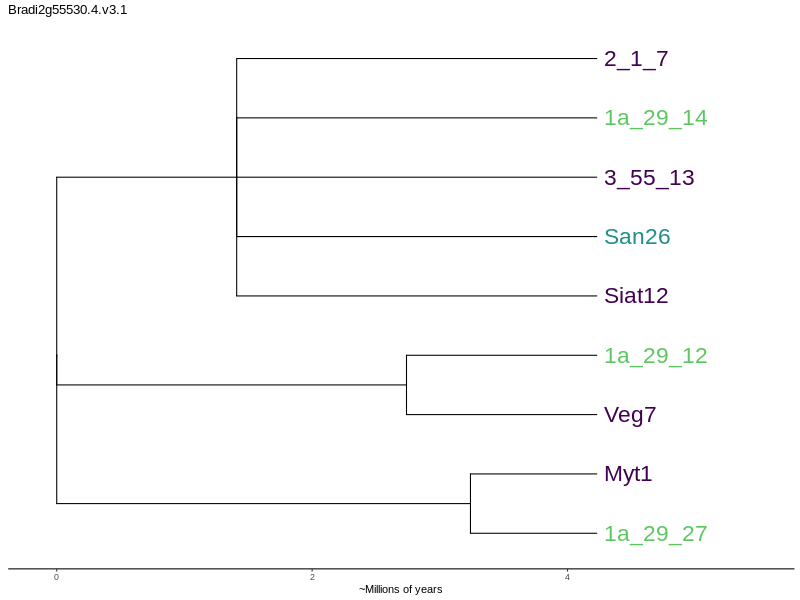 Bradi2g55530.4.v3.1
2_1_7
1a_29_14
3_55_13
San26
Siat12
1a_29_12
Veg7
Myt1
1a_29_27
0 2 4
~Millions of years